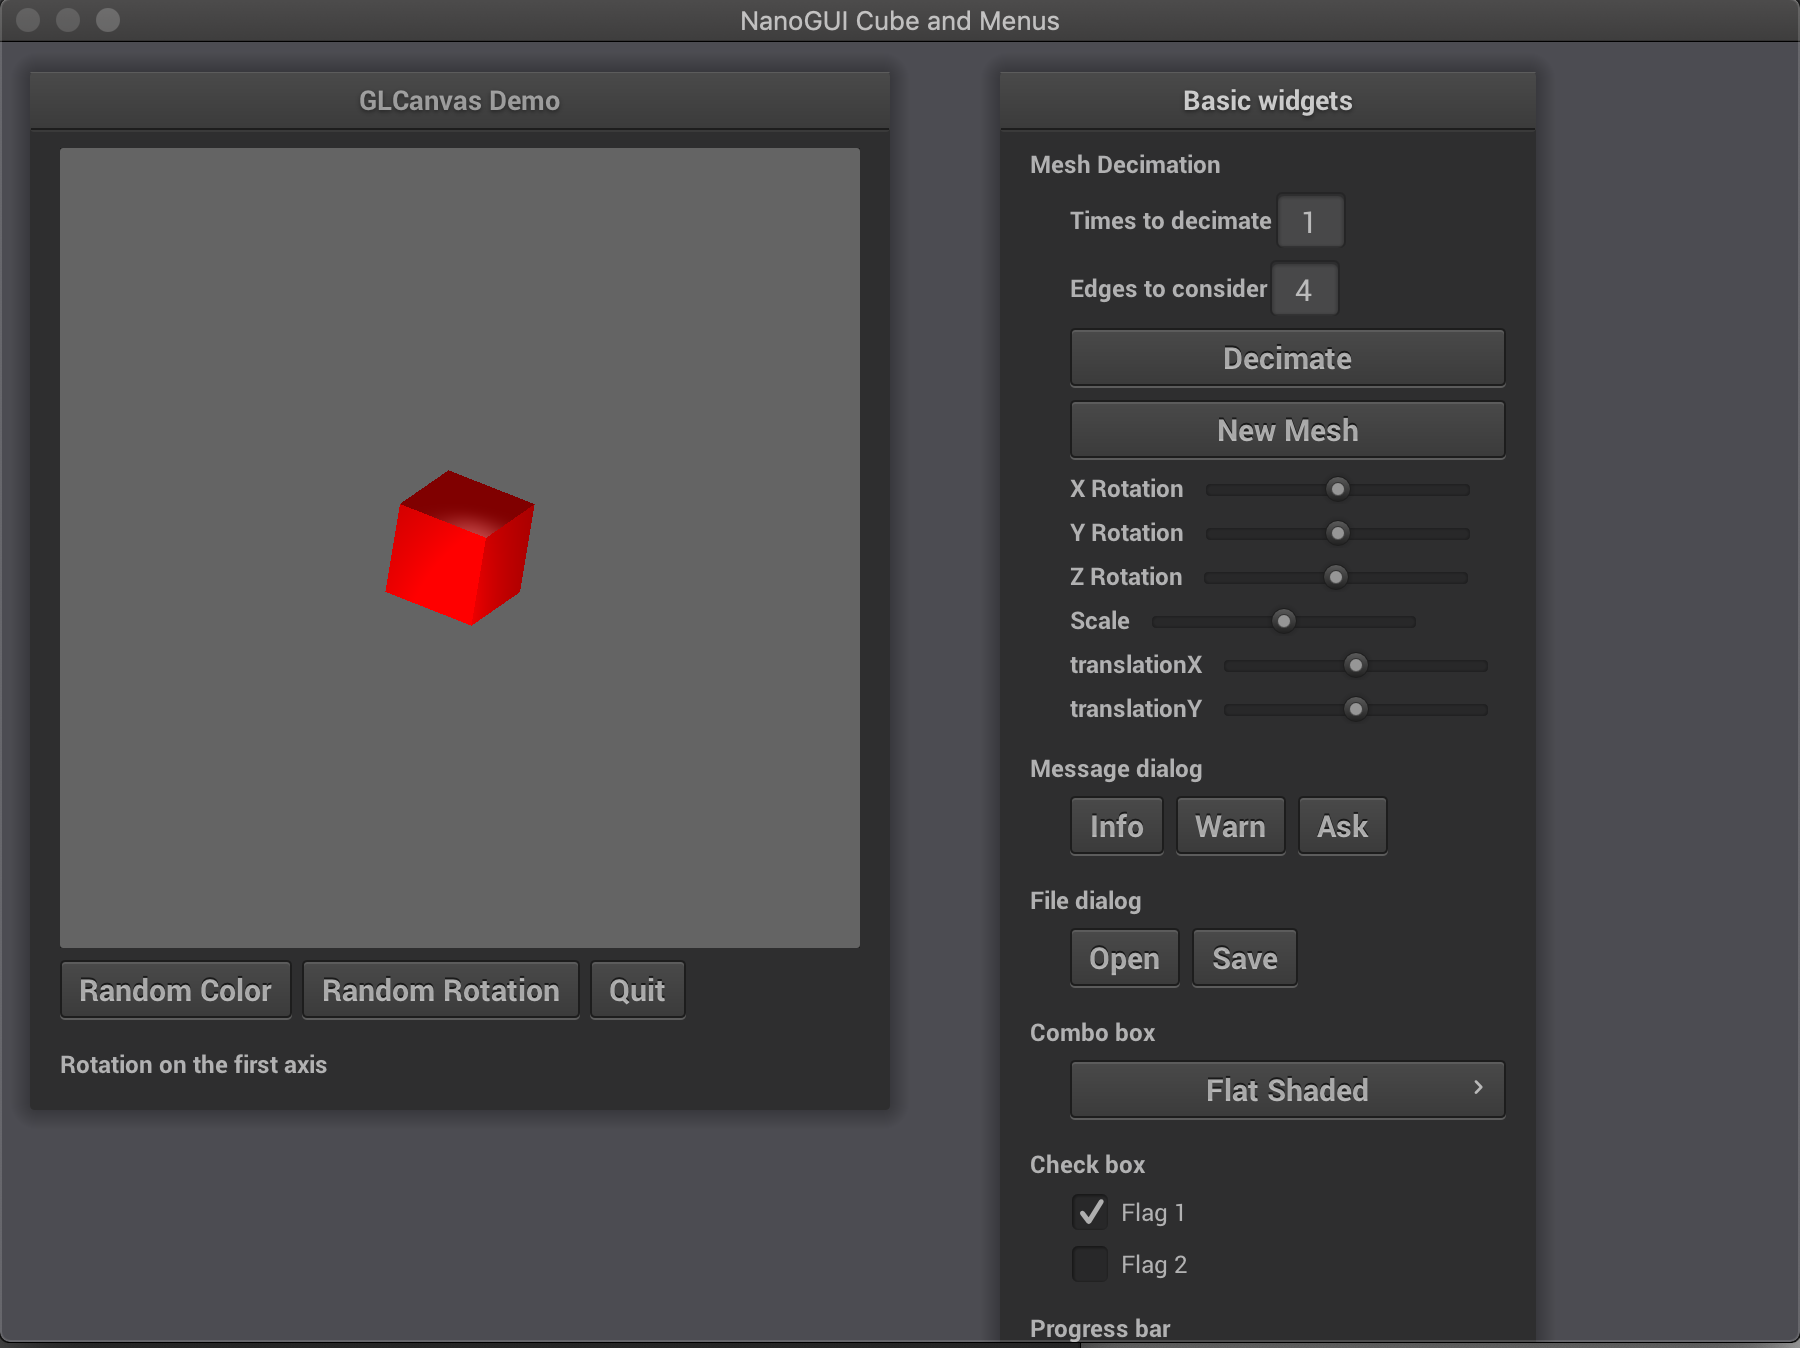 NanoGUI Cube and Menus
GLCanvas Demo
Random Color Random Rotation Quit
Rotation on the first axis
Basic widgets
Mesh Decimation
Times to decimate 1
Edges to consider 4
Decimate
New Mesh
X Rotation
Y Rotation
Z Rotation
Scale
translationX
translationY
Message dialog
Info Warn Ask
File dialog
Open Save
Combo box
Flat Shaded
Check box
Flag 1
Flag 2
Progress bar